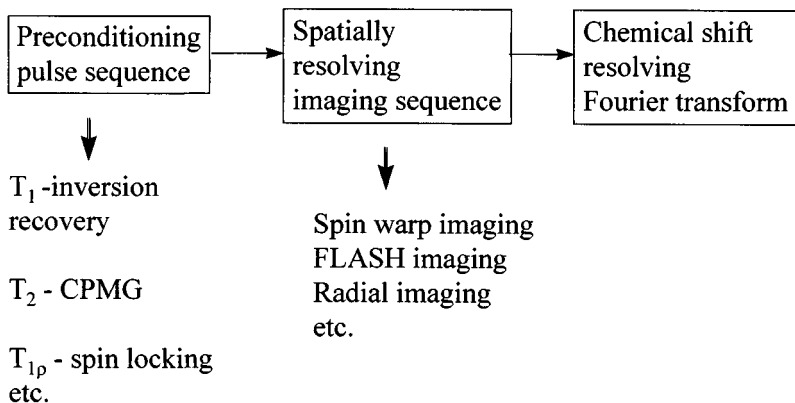 Preconditioning
pulse sequence
Spatially
resolving
imaging sequence
Chemical shift
resolving
Fourier transform
T₁ -inversion
recovery
T₂ - CPMG
T₁ᵨ - spin locking
etc.
Spin warp imaging
FLASH imaging
Radial imaging
etc.